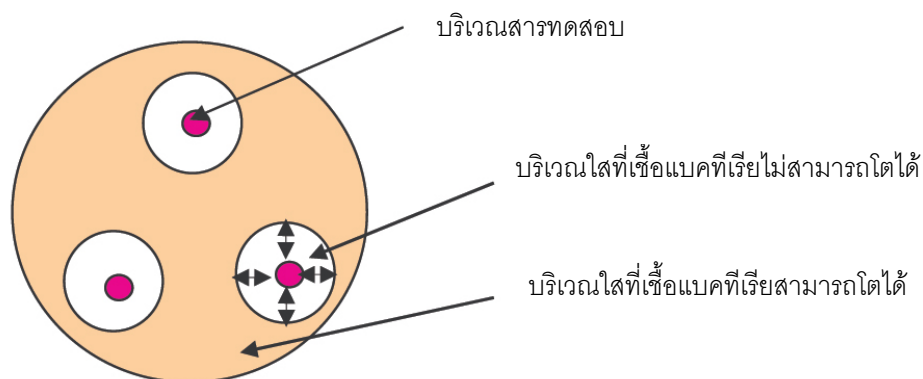 บริเวณสารทดสอบ
บริเวณใสที่เชื้อแบคทีเรียไม่สามารถโตได้
บริเวณใสที่เชื้อแบคทีเรียสามารถโตได้